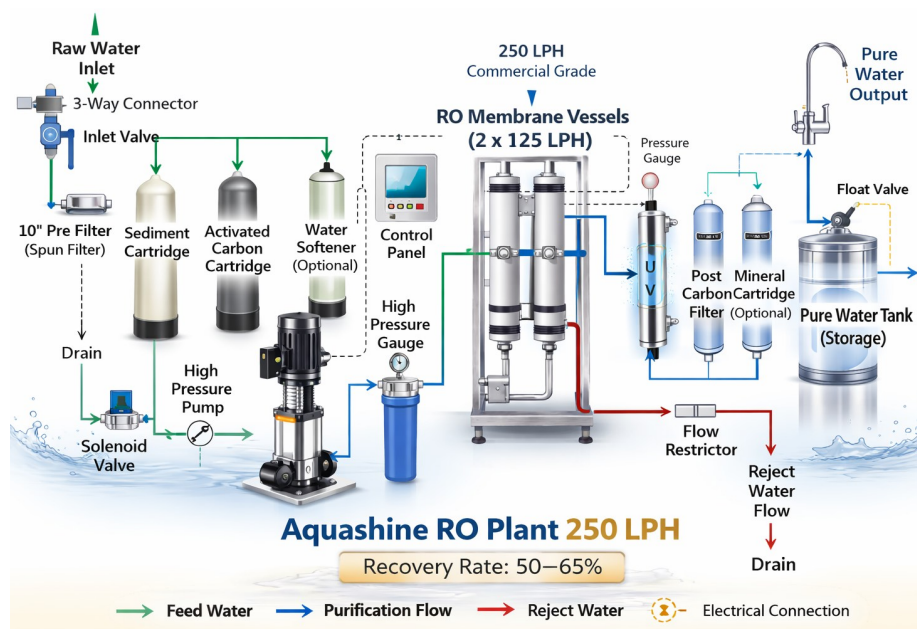 Raw Water
Inlet
3-Way Connector
Inlet Valve
10" Pre Filter
(Spun Filter)
Drain
Solenoid
Valve
Sediment
Cartridge
Activated
Carbon
Cartridge
Water
Softener
(Optional)
Control
Panel
High
Pressure
Pump
High
Pressure
Gauge
250 LPH
Commercial Grade
RO Membrane Vessels
(2 x 125 LPH)
Pressure
Gauge
U
V
Post
Carbon
Filter
Mineral
Cartridge
(Optional)
Pure
Water
Output
Float Valve
Pure Water Tank
(Storage)
Flow
Restrictor
Reject
Water
Flow
Drain
Aquashine RO Plant 250 LPH
Recovery Rate: 50–65%
Feed Water
Purification Flow
Reject Water
Electrical Connection